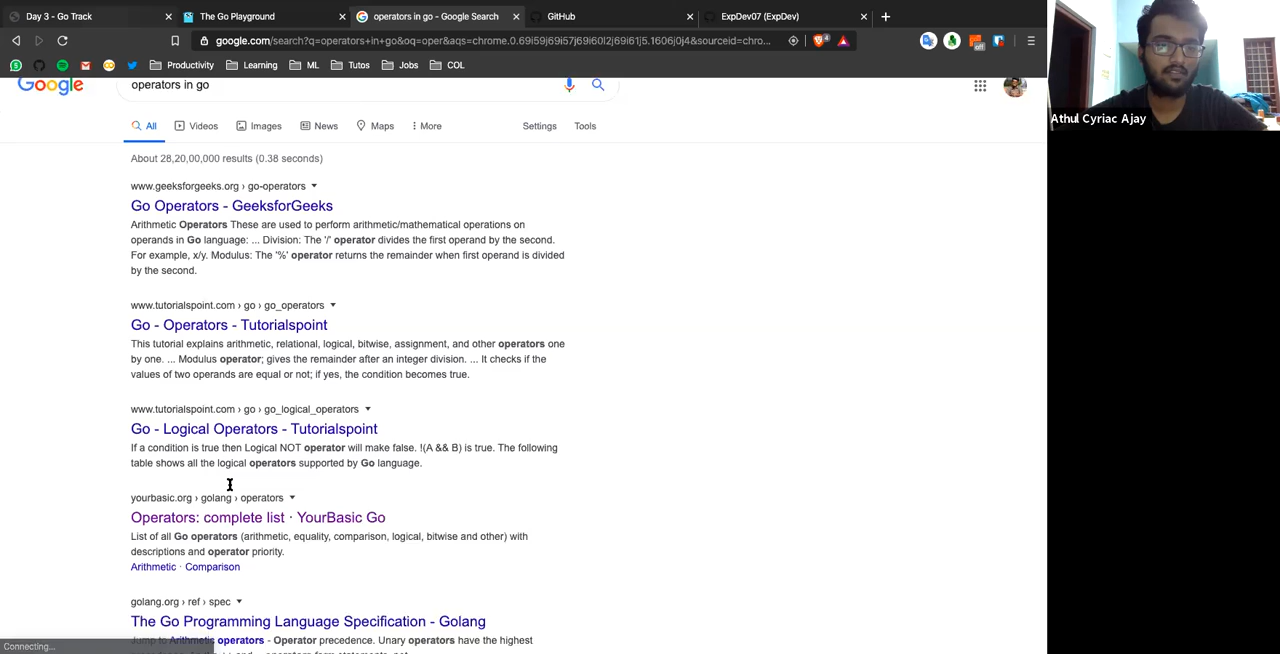 Day 3 - Go Track
The Go Playground
operators in go - Google Search
GitHub
ExpDev07 (ExpDev)
google.com/search?q=operators+in+go&oq=oper&aqs=chrome.0.69i59j69i57j69i60l2j69i61j5.1606j0j4&sourceid=chro...
Productivity
Learning
ML
Tutos
Jobs
COL
Google
operators in go
All
Videos
Images
News
Maps
More
Settings
Tools
About 28,20,00,000 results (0.38 seconds)
www.geeksforgeeks.org › go-operators
Go Operators - GeeksforGeeks
Arithmetic Operators These are used to perform arithmetic/mathematical operations on
operands in Go language: ... Division: The '/' operator divides the first operand by the second.
For example, x/y. Modulus: The '%' operator returns the remainder when first operand is divided
by the second.
www.tutorialspoint.com › go › go_operators
Go - Operators - Tutorialspoint
This tutorial explains arithmetic, relational, logical, bitwise, assignment, and other operators one
by one. ... Modulus operator; gives the remainder after an integer division. ... It checks if the
values of two operands are equal or not; if yes, the condition becomes true.
www.tutorialspoint.com › go › go_logical_operators
Go - Logical Operators - Tutorialspoint
If a condition is true then Logical NOT operator will make false. !(A && B) is true. The following
table shows all the logical operators supported by Go language.
yourbasic.org › golang › operators
Operators: complete list · YourBasic Go
List of all Go operators (arithmetic, equality, comparison, logical, bitwise and other) with
descriptions and operator priority.
Arithmetic · Comparison
golang.org › ref › spec
The Go Programming Language Specification - Golang
Jump to Arithmetic operators - Operator precedence. Unary operators have the highest
Connecting...
Athul Cyriac Ajay